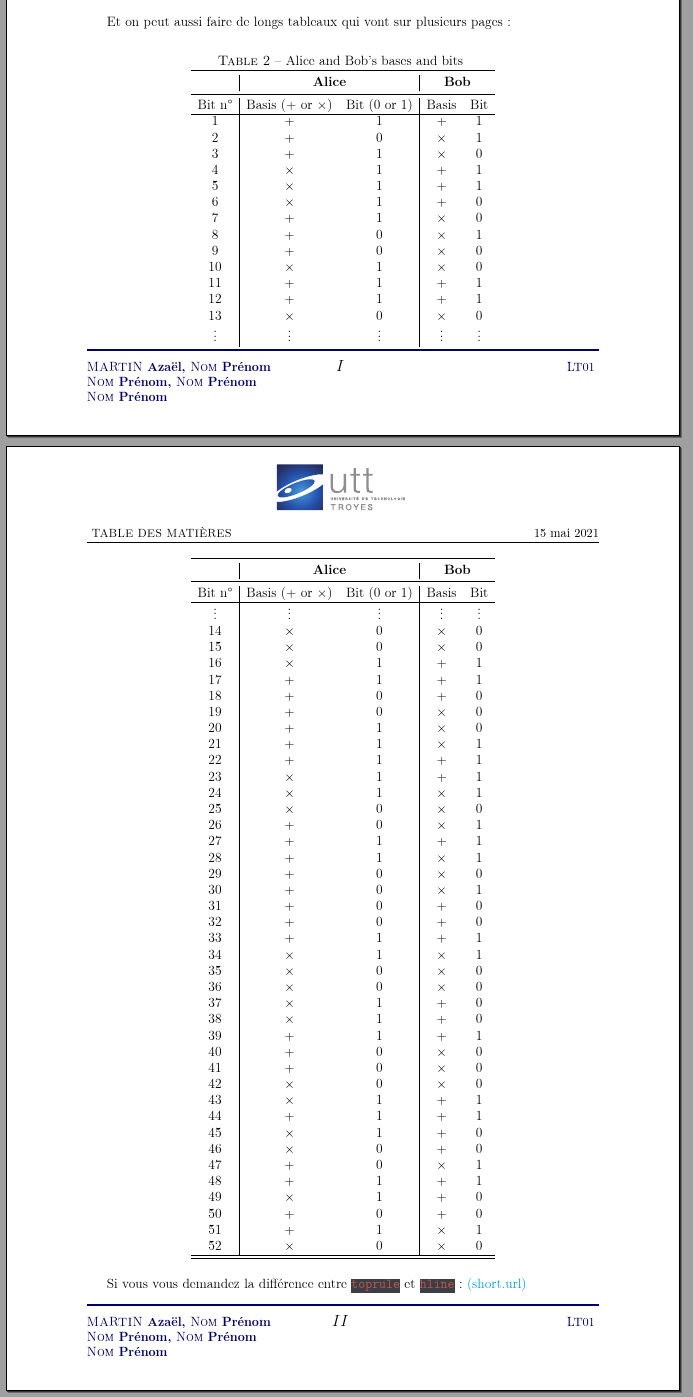 Et on peut aussi faire de longs tableaux qui vont sur plusieurs pages :
TABLE 2 – Alice and Bob's bases and bits
Alice Bob
Bit n° Basis (+ or ×) Bit (0 or 1) Basis Bit
1 + 1 + 1
2 + 0 × 1
3 + 1 × 0
4 × 1 + 1
5 × 1 + 1
6 × 1 + 0
7 + 1 × 0
8 + 0 × 1
9 + 0 × 0
10 × 1 × 0
11 + 1 + 1
12 + 1 + 1
13 × 0 × 0
⋮ ⋮ ⋮ ⋮ ⋮
MARTIN Azaël, NOM Prénom I LT01
NOM Prénom, NOM Prénom
NOM Prénom
utt
UNIVERSITÉ DE TECHNOLOGIE
TROYES
TABLE DES MATIÈRES 15 mai 2021
Alice Bob
Bit n° Basis (+ or ×) Bit (0 or 1) Basis Bit
⋮ ⋮ ⋮ ⋮ ⋮
14 × 0 × 0
15 × 0 × 0
16 × 1 + 1
17 + 1 + 1
18 + 0 + 0
19 + 0 × 0
20 + 1 × 0
21 + 1 × 1
22 + 1 + 1
23 × 1 + 1
24 × 1 × 1
25 × 0 × 0
26 + 0 × 1
27 + 1 + 1
28 + 1 × 1
29 + 0 × 0
30 + 0 × 1
31 + 0 + 0
32 + 0 + 0
33 + 1 + 1
34 × 1 × 1
35 × 0 × 0
36 × 0 × 0
37 × 1 + 0
38 × 1 + 0
39 + 1 + 1
40 + 0 × 0
41 + 0 × 0
42 × 0 × 0
43 × 1 + 1
44 + 1 + 1
45 × 1 + 0
46 × 0 + 0
47 + 0 × 1
48 + 1 + 1
49 × 1 + 0
50 + 0 + 0
51 + 1 × 1
52 × 0 × 0
Si vous vous demandez la différence entre toprule et hline : (short.url)
MARTIN Azaël, NOM Prénom II LT01
NOM Prénom, NOM Prénom
NOM Prénom